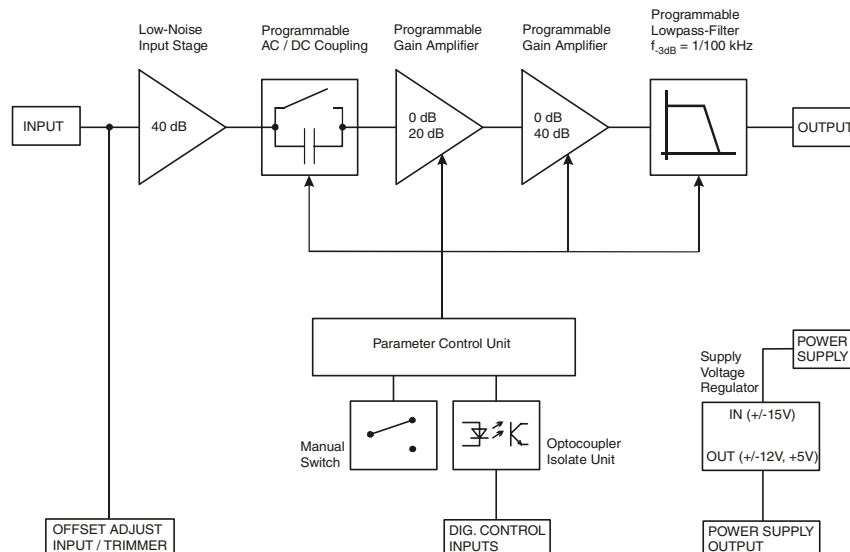 Low-Noise
Input Stage
Programmable
AC / DC Coupling
Programmable
Gain Amplifier
Programmable
Gain Amplifier
Programmable
Lowpass-Filter
f-3dB = 1/100 kHz
INPUT
40 dB
0 dB
20 dB
0 dB
40 dB
OUTPUT
Parameter Control Unit
Manual
Switch
Optocoupler
Isolate Unit
Supply
Voltage
Regulator
POWER
SUPPLY
IN (+/-15V)
OUT (+/-12V, +5V)
OFFSET ADJUST
INPUT / TRIMMER
DIG. CONTROL
INPUTS
POWER SUPPLY
OUTPUT